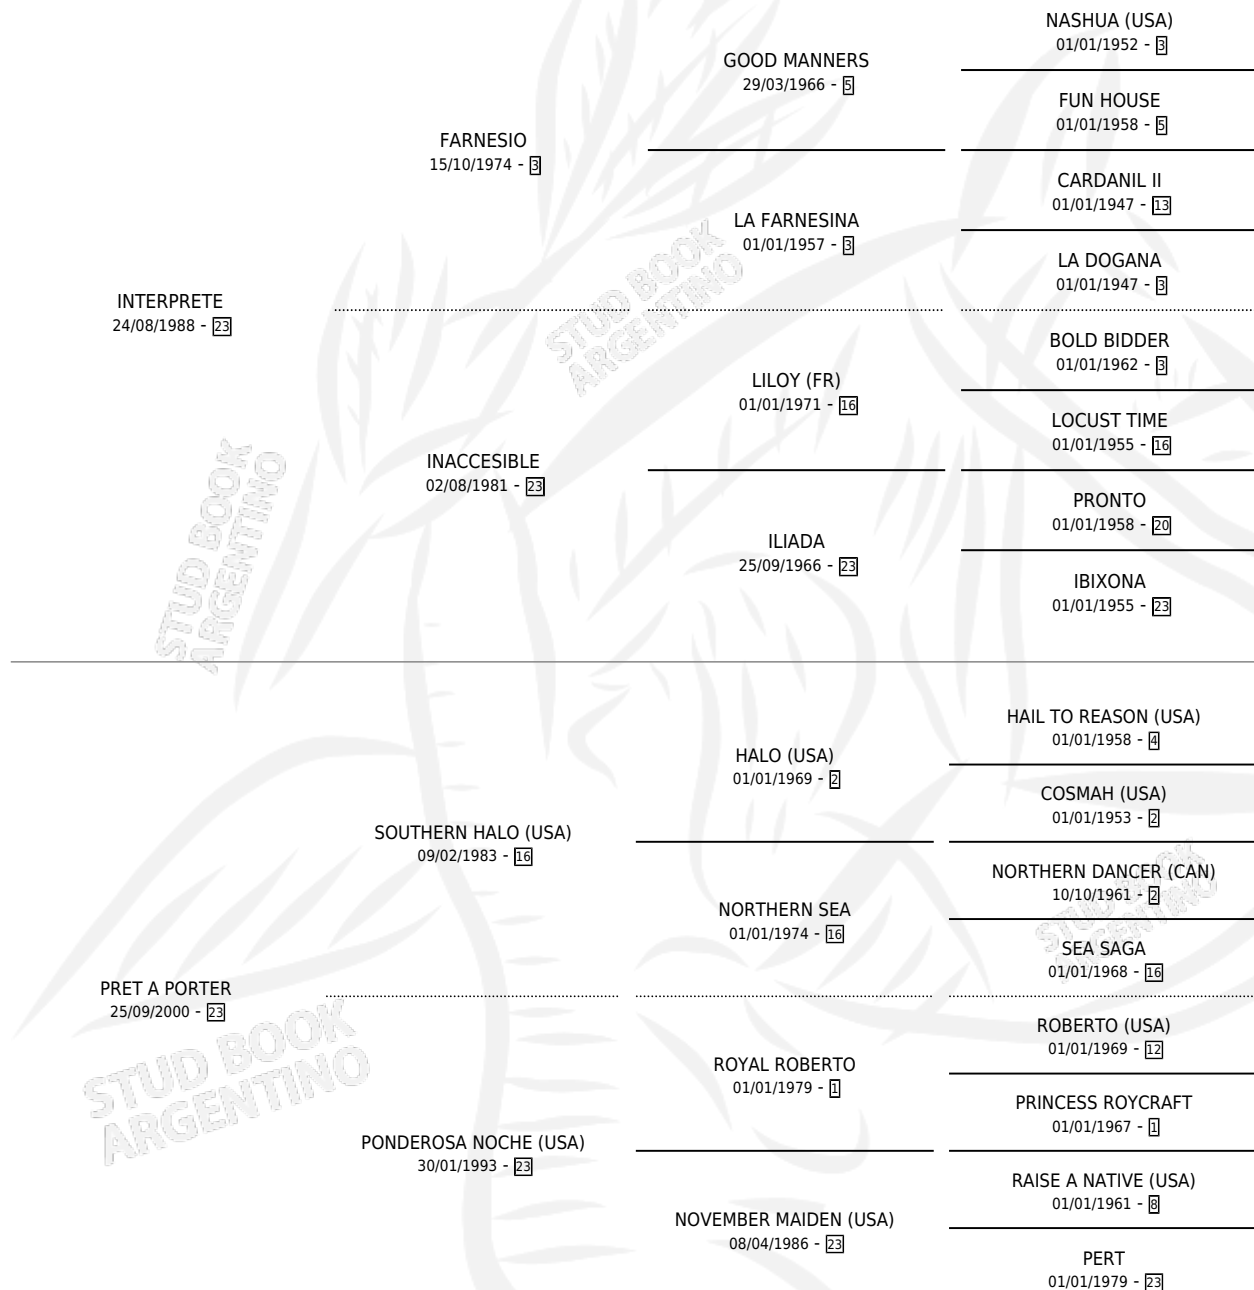 NASHUA (USA)
01/01/1952 - 3
GOOD MANNERS
29/03/1966 - 5
FUN HOUSE
01/01/1958 - 5
FARNESIO
15/10/1974 - 3
CARDANIL II
01/01/1947 - 13
LA FARNESINA
01/01/1957 - 3
LA DOGANA
01/01/1947 - 3
INTERPRETE
24/08/1988 - 23
BOLD BIDDER
01/01/1962 - 3
LILOY (FR)
01/01/1971 - 16
LOCUST TIME
01/01/1955 - 16
INACCESIBLE
02/08/1981 - 23
PRONTO
01/01/1958 - 20
ILIADA
25/09/1966 - 23
IBIXONA
01/01/1955 - 23
HAIL TO REASON (USA)
01/01/1958 - 4
HALO (USA)
01/01/1969 - 2
COSMAH (USA)
01/01/1953 - 2
SOUTHERN HALO (USA)
09/02/1983 - 16
NORTHERN DANCER (CAN)
10/10/1961 - 2
NORTHERN SEA
01/01/1974 - 16
SEA SAGA
01/01/1968 - 16
PRET A PORTER
25/09/2000 - 23
ROBERTO (USA)
01/01/1969 - 12
ROYAL ROBERTO
01/01/1979 - 1
PRINCESS ROYCRAFT
01/01/1967 - 1
PONDEROSA NOCHE (USA)
30/01/1993 - 23
RAISE A NATIVE (USA)
01/01/1961 - 8
NOVEMBER MAIDEN (USA)
08/04/1986 - 23
PERT
01/01/1979 - 23
STUD BOOK
ARGENTINO
STUD BOOK
ARGENTINO
STUD BOOK
ARGENTINO
STUD BOOK
ARGENTINO